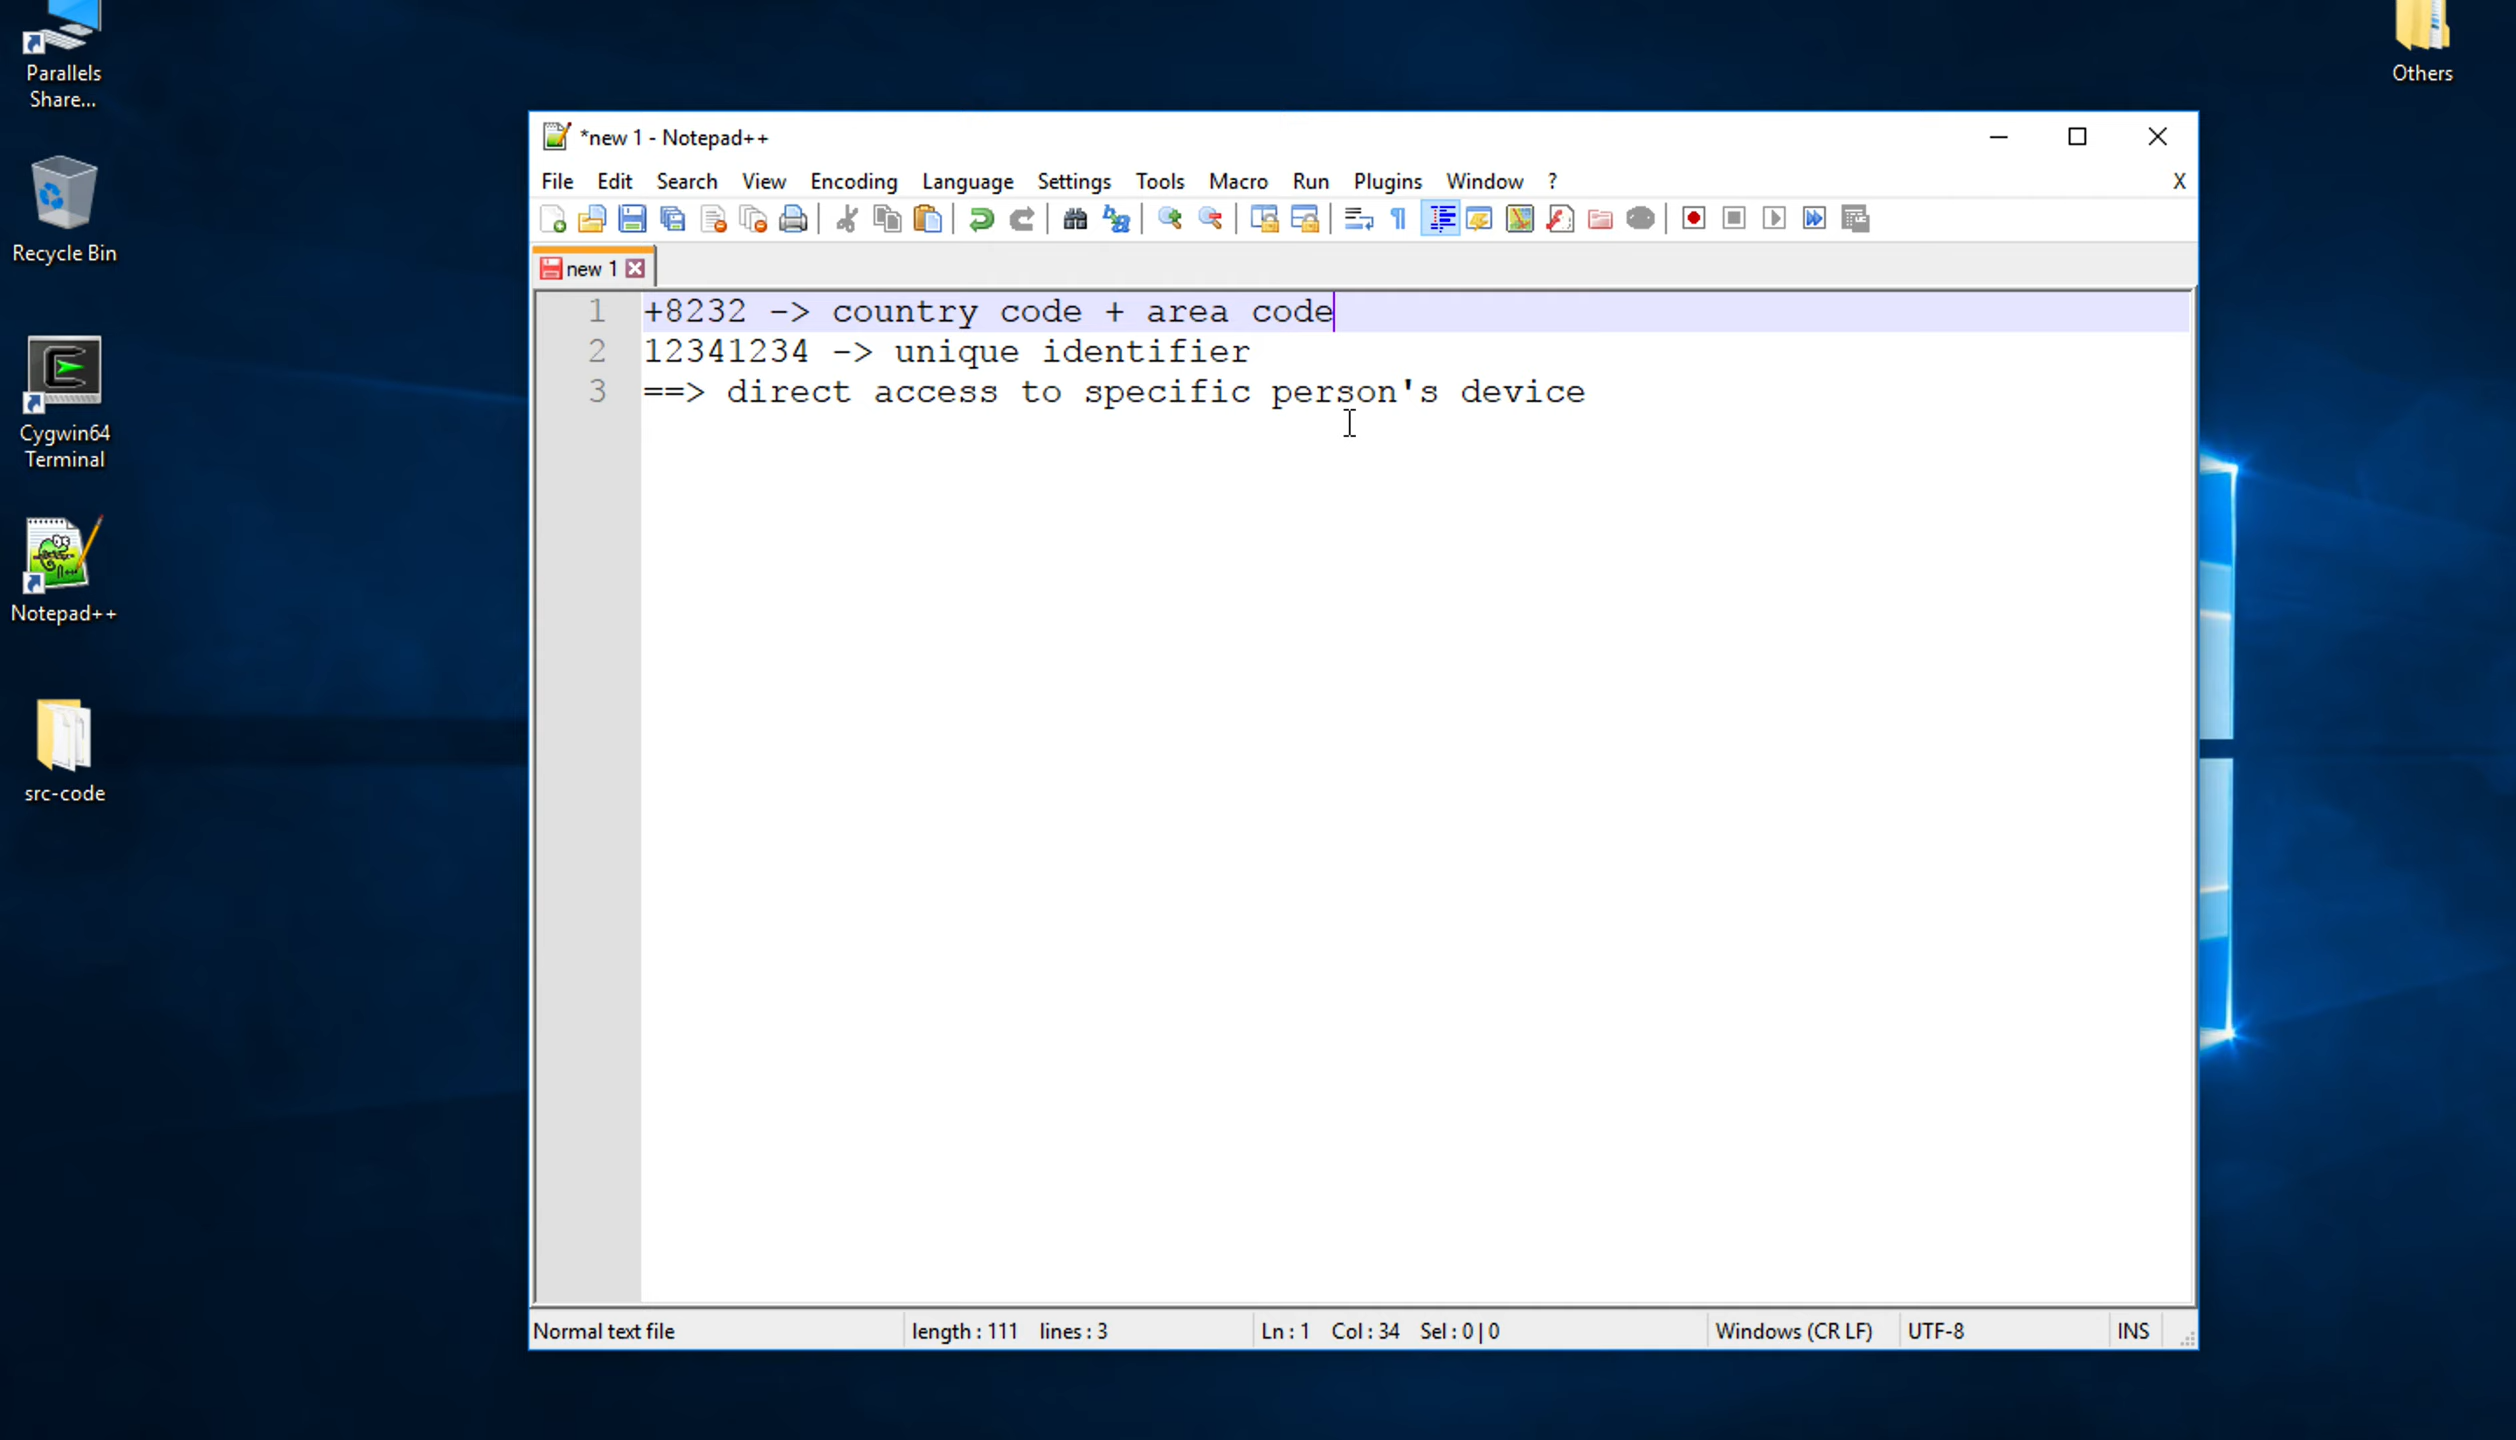 Parallels
Share...
Others
Recycle Bin
Cygwin64
Terminal
Notepad++
src-code
*new 1 - Notepad++
File Edit Search View Encoding Language Settings Tools Macro Run Plugins Window ? X
new 1
1 +8232 -> country code + area code
2 12341234 -> unique identifier
3 ==> direct access to specific person's device
Normal text file length : 111 lines : 3 Ln : 1 Col : 34 Sel : 0 | 0 Windows (CR LF) UTF-8 INS